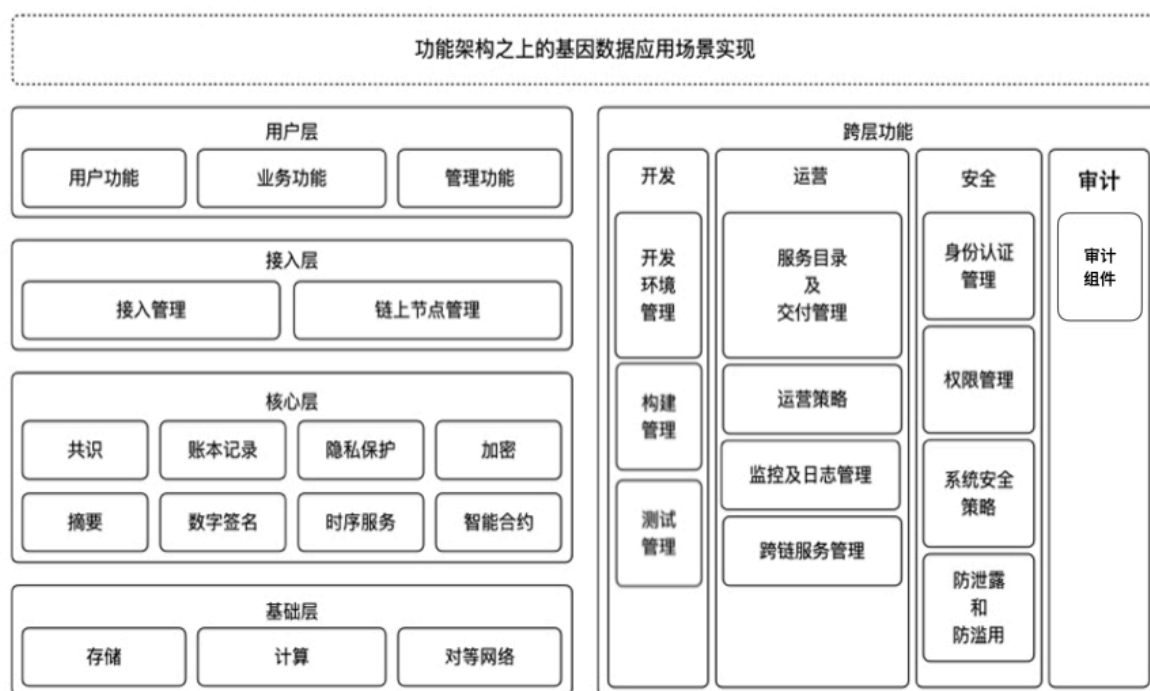 功能架构之上的基因数据应用场景实现
用户层
用户功能
业务功能
管理功能
接入层
接入管理
链上节点管理
核心层
共识
账本记录
隐私保护
加密
摘要
数字签名
时序服务
智能合约
基础层
存储
计算
对等网络
跨层功能
开发
开发
环境
管理
构建
管理
测试
管理
运营
服务目录
及
交付管理
运营策略
监控及日志管理
跨链服务管理
安全
身份认证
管理
权限管理
系统安全
策略
防泄露
和
防滥用
审计
审计
组件